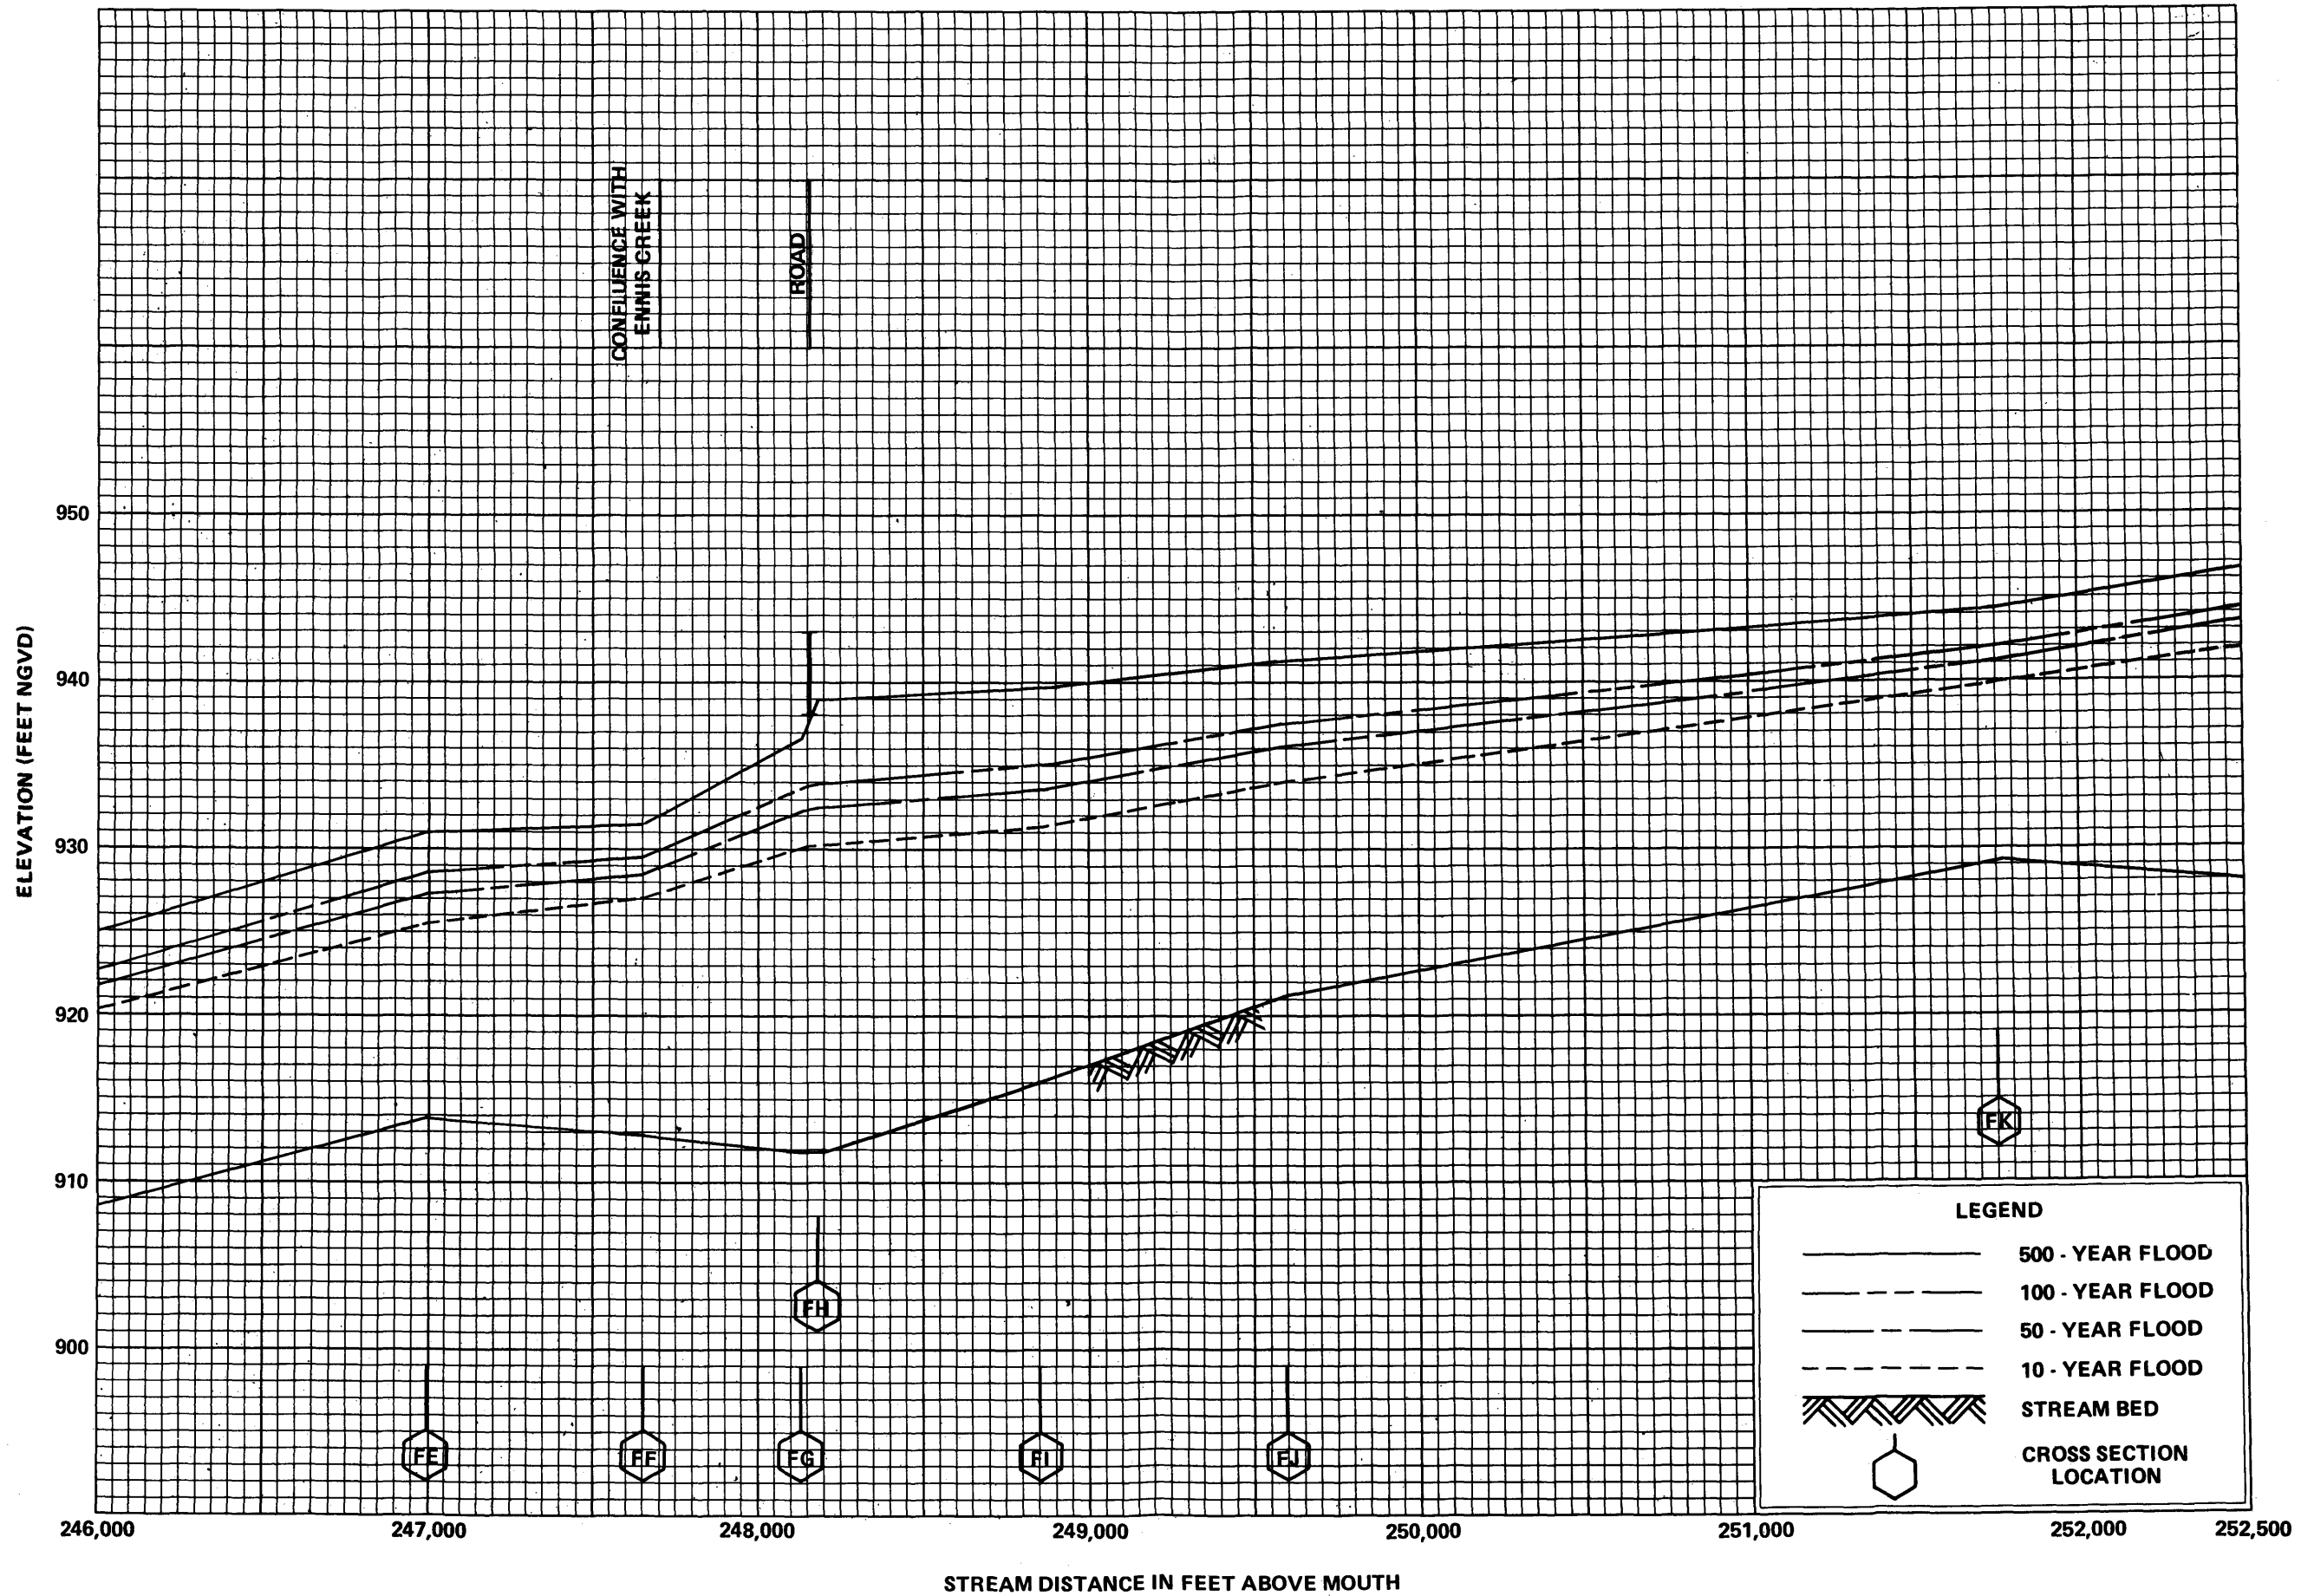 CONFLUENCE WITH
ENNIS CREEK
ROAD
ELEVATION (FEET NGVD)
950
940
930
920
910
900
FK
FH
FE
FF
FG
FI
FJ
LEGEND
500 - YEAR FLOOD
100 - YEAR FLOOD
50 - YEAR FLOOD
10 - YEAR FLOOD
STREAM BED
CROSS SECTION
LOCATION
246,000
247,000
248,000
249,000
250,000
251,000
252,000
252,500
STREAM DISTANCE IN FEET ABOVE MOUTH